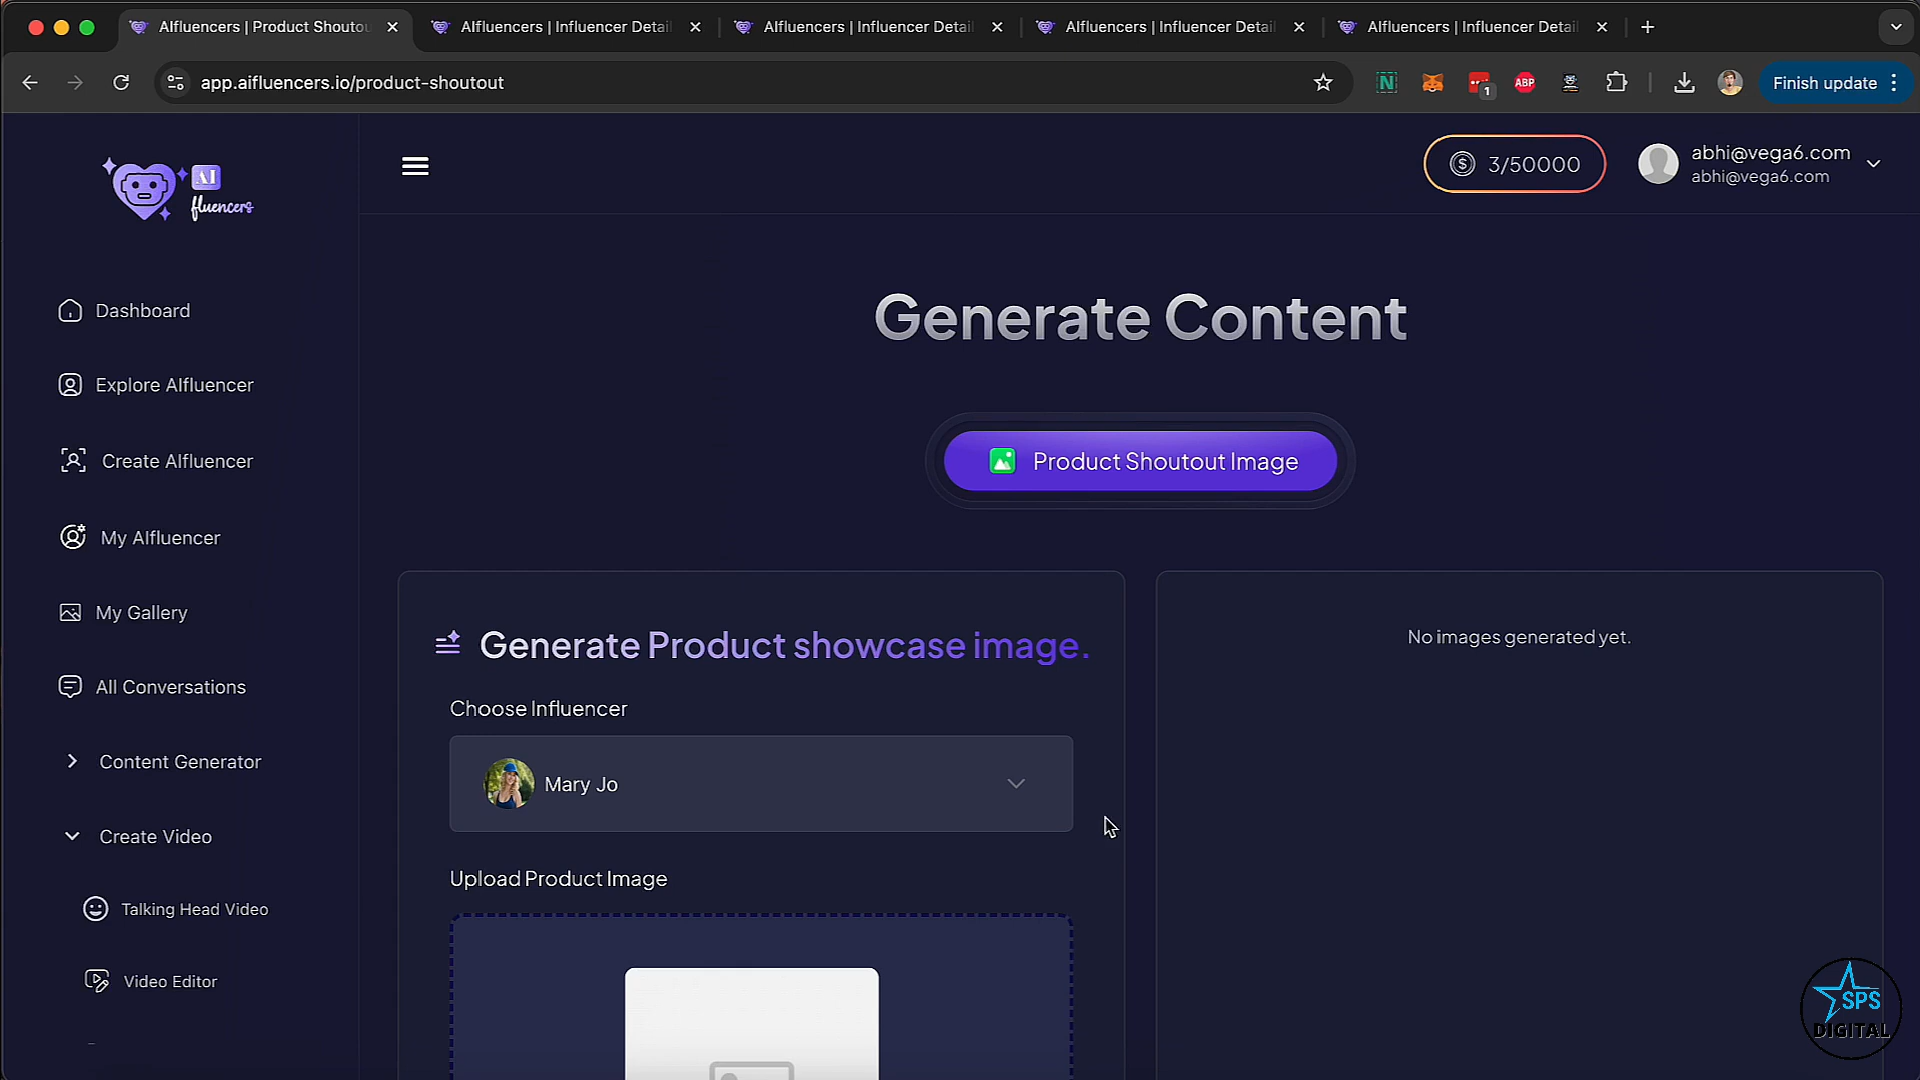 AIfluencers | Product Shoutou
AIfluencers | Influencer Detail
AIfluencers | Influencer Detail
AIfluencers | Influencer Detail
AIfluencers | Influencer Detail
app.aifluencers.io/product-shoutout
N
1
ABP
Finish update
AI
fluencers
3/50000
abhi@vega6.com
abhi@vega6.com
Dashboard
Explore AIfluencer
Create AIfluencer
My AIfluencer
My Gallery
All Conversations
Content Generator
Create Video
Talking Head Video
Video Editor
Generate Content
Product Shoutout Image
Generate Product showcase image.
Choose Influencer
Mary Jo
Upload Product Image
No images generated yet.
SPS
DIGITAL